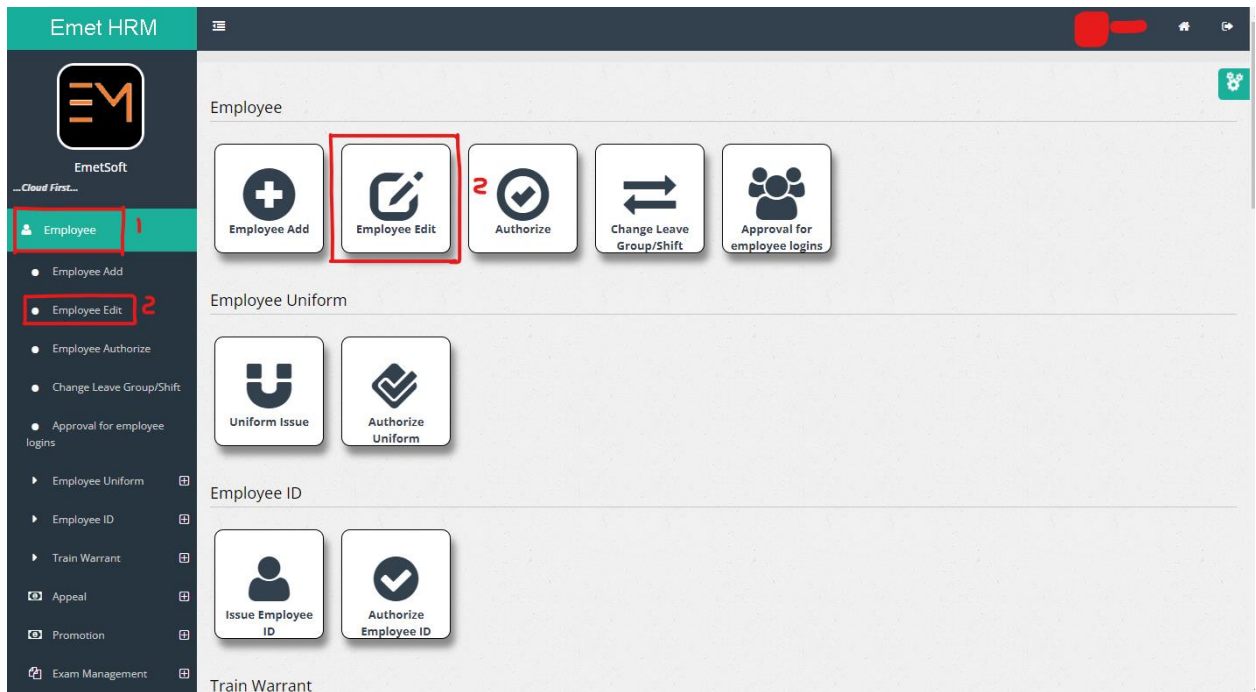 Emet HRM
EM
EmetSoft
...Cloud First...
Employee
1
Employee Add
Employee Edit
2
Employee Authorize
Change Leave Group/Shift
Approval for employee
logins
Employee Uniform
Employee ID
Train Warrant
Appeal
Promotion
Exam Management
Employee
Employee Add
Employee Edit
2
Authorize
Change Leave
Group/Shift
Approval for
employee logins
Employee Uniform
Uniform Issue
Authorize
Uniform
Employee ID
Issue Employee
ID
Authorize
Employee ID
Train Warrant